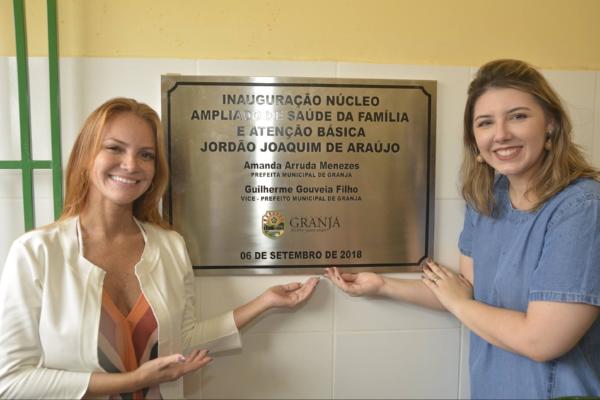 INAUGURAÇÃO NÚCLEO
AMPLIADO DE SAÚDE DA FAMÍLIA
E ATENÇÃO BÁSICA
JORDÃO JOAQUIM DE ARAÚJO
Amanda Arruda Menezes
PREFEITA MUNICIPAL DE GRANJA
Guilherme Gouveia Filho
VICE - PREFEITO MUNICIPAL DE GRANJA
GRANJA
06 DE SETEMBRO DE 2018